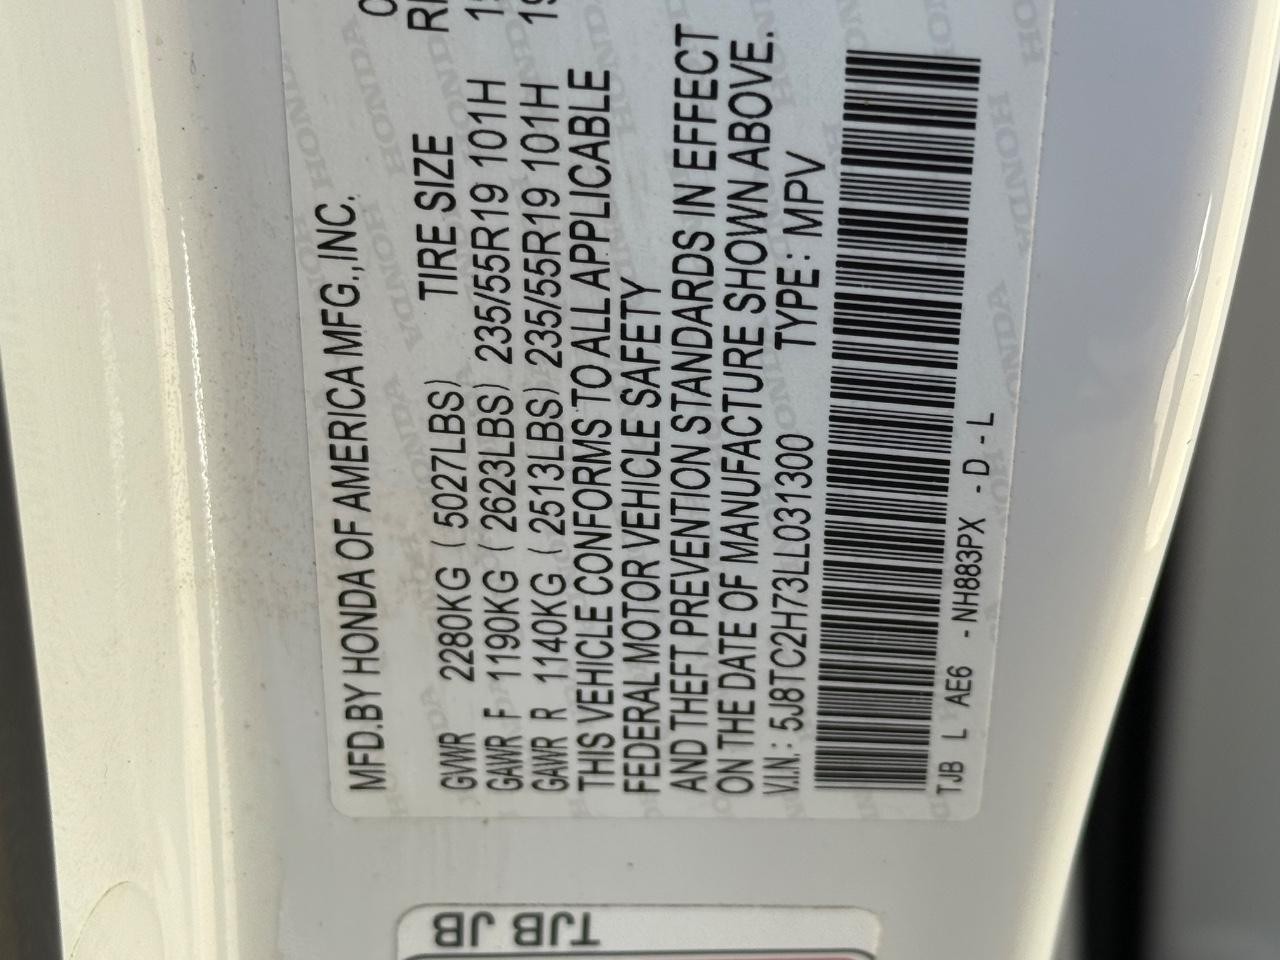 MFD.BY HONDA OF AMERICA MFG.,INC.
GVWR 2280KG ( 5027LBS) TIRE SIZE
GAWR F 1190KG ( 2623LBS) 235/55R19 101H
GAWR R 1140KG ( 2513LBS) 235/55R19 101H
THIS VEHICLE CONFORMS TO ALL APPLICABLE
FEDERAL MOTOR VEHICLE SAFETY
AND THEFT PREVENTION STANDARDS IN EFFECT
ON THE DATE OF MANUFACTURE SHOWN ABOVE.
V.I.N.: 5J8TC2H73LL031300 TYPE : MPV
TJB L AE6 - NH883PX - D - L
TJB JB